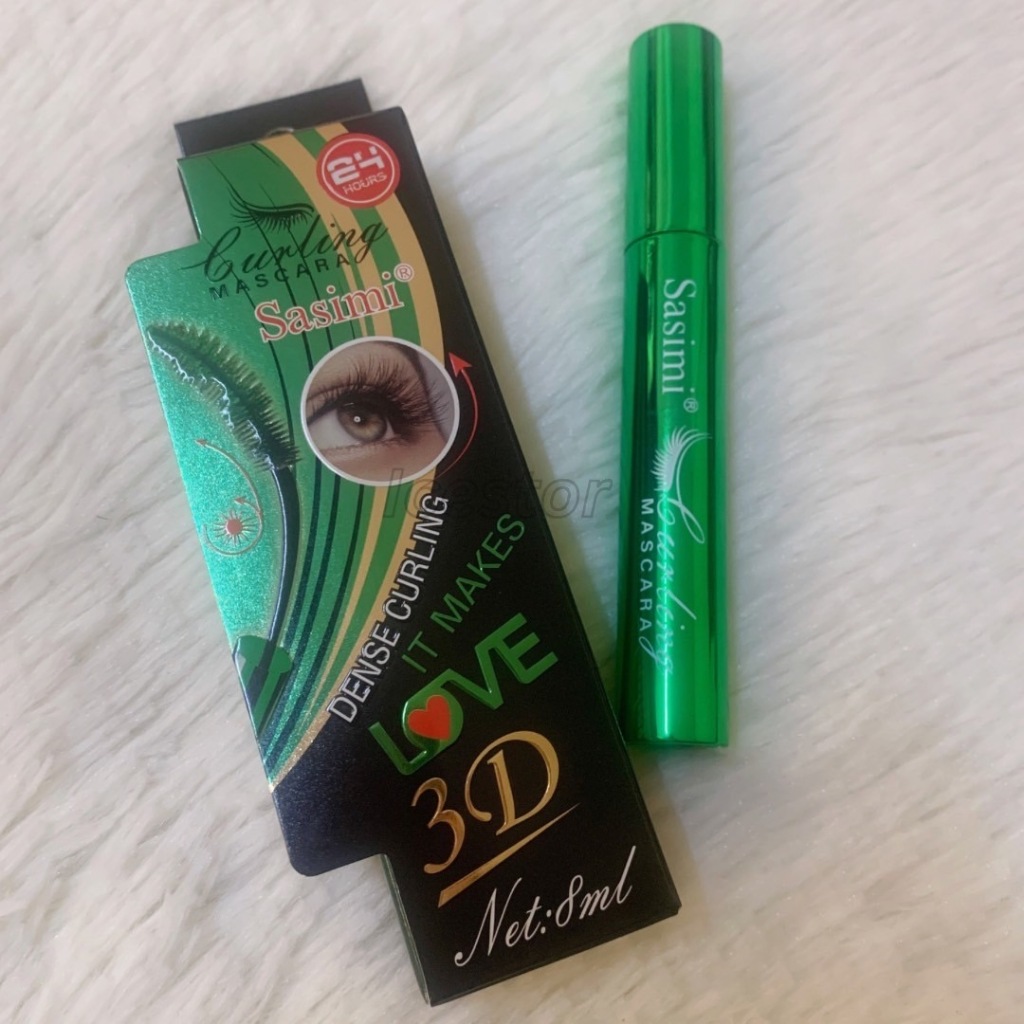 24
HOURS
Curling
MASCARA
Sasimi®
DENSE CURLING
IT MAKES
LOVE
3D
Net:8ml
Sasimi®
Curling
MASCARA